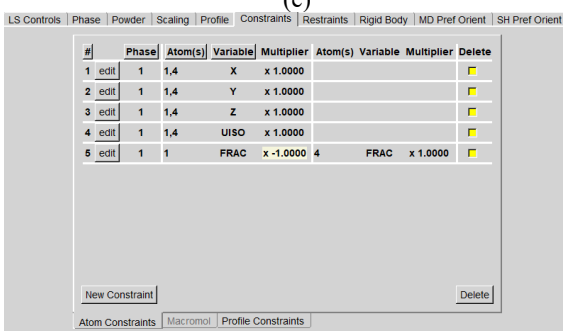 (c)
LS Controls Phase Powder Scaling Profile Constraints Restraints Rigid Body MD Pref Orient SH Pref Orient
# Phase Atom(s) Variable Multiplier Atom(s) Variable Multiplier Delete
1 edit 1 1,4 X x 1.0000
2 edit 1 1,4 Y x 1.0000
3 edit 1 1,4 Z x 1.0000
4 edit 1 1,4 UISO x 1.0000
5 edit 1 1 FRAC x -1.0000 4 FRAC x 1.0000
New Constraint Delete
Atom Constraints Macromol Profile Constraints